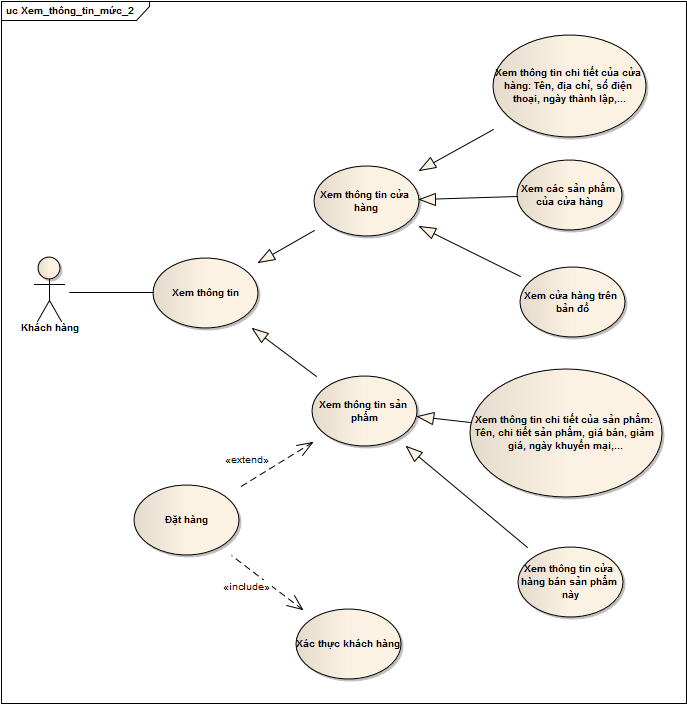 uc Xem_thông_tin_mức_2
Xem thông tin chi tiết của cửa
hàng: Tên, địa chỉ, số điện
thoại, ngày thành lập,...
Xem thông tin cửa
hàng
Xem các sản phẩm
của cửa hàng
Xem thông tin
Khách hàng
Xem cửa hàng trên
bản đồ
Xem thông tin sản
phẩm
Xem thông tin chi tiết của sản phẩm:
Tên, chi tiết sản phẩm, giá bán, giảm
giá, ngày khuyến mại,...
«extend»
Đặt hàng
Xem thông tin cửa
hàng bán sản phẩm
này
«include»
Xác thực khách hàng